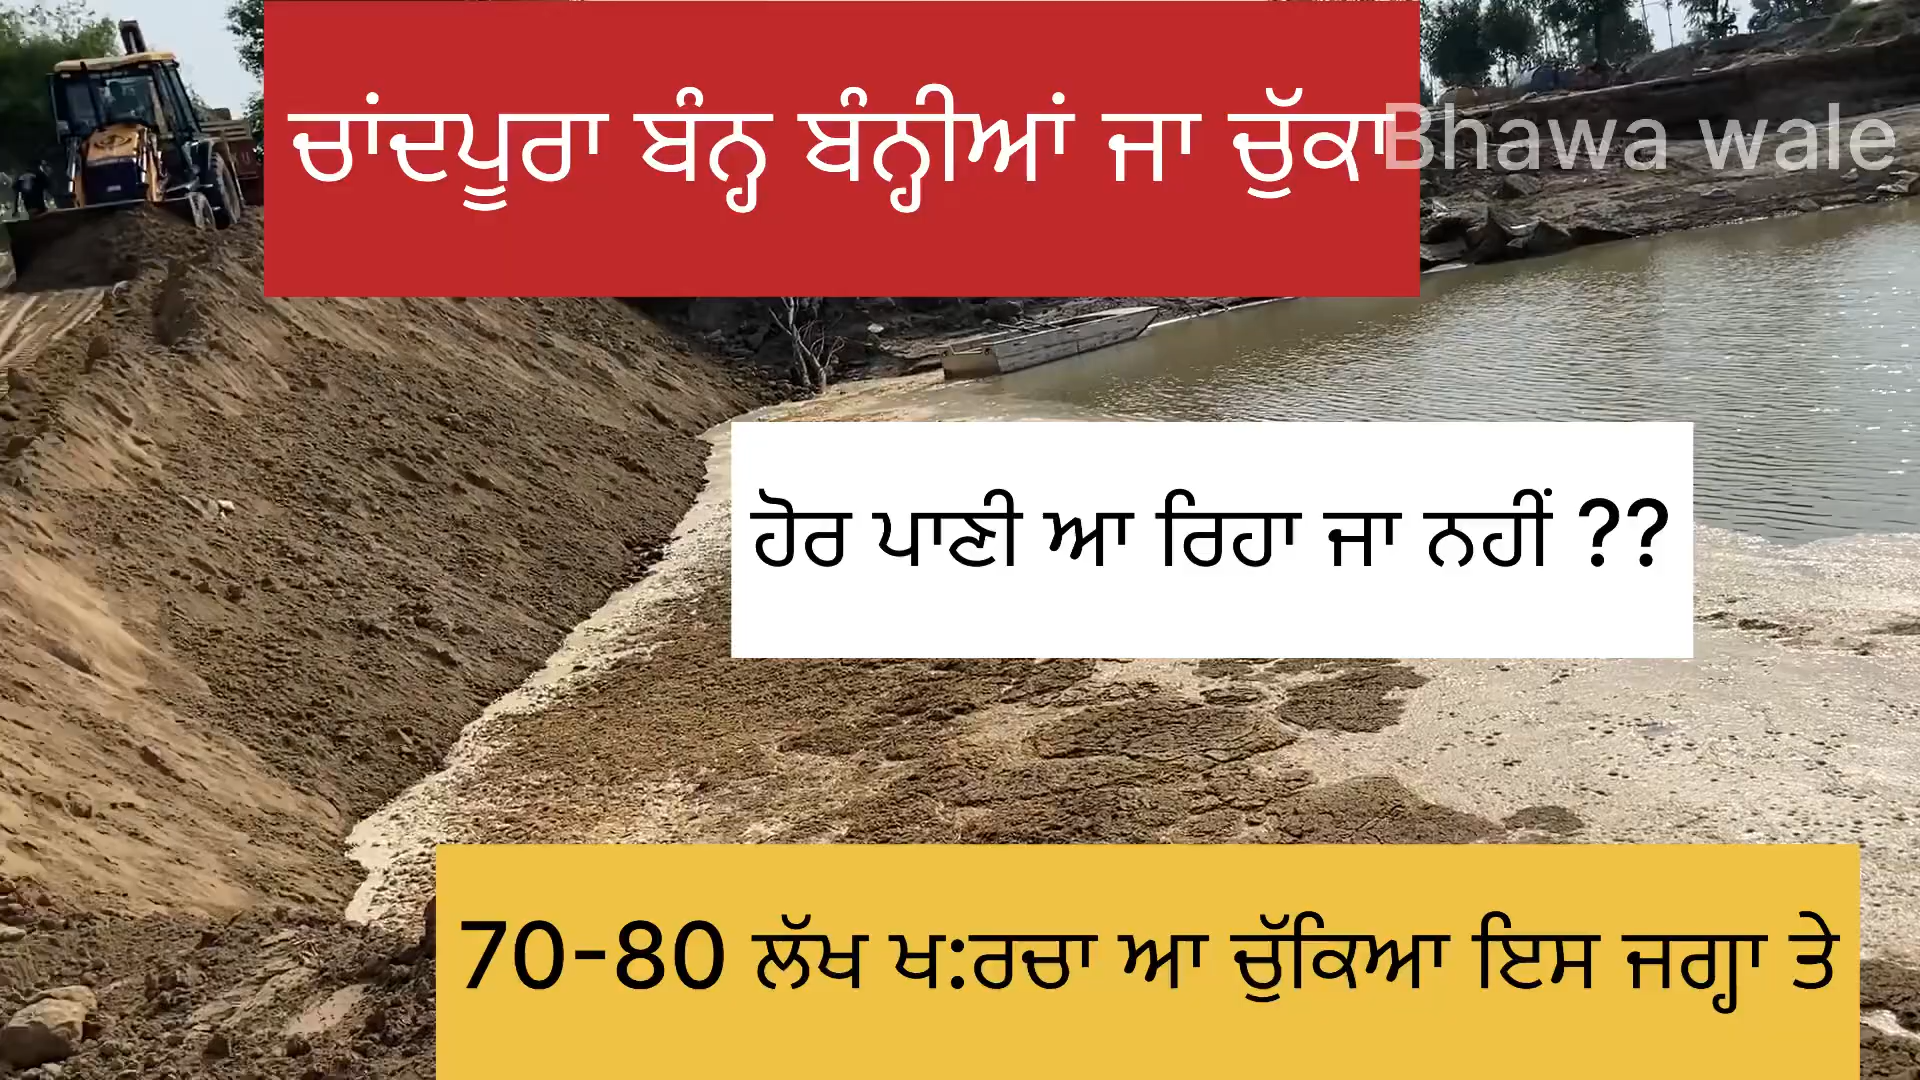 ਚਾਂਦਪੂਰਾ ਬੰਨ੍ਹ ਬੰਨ੍ਹੀਆਂ ਜਾ ਚੁੱਕਾ
Bhawa wale
ਹੋਰ ਪਾਣੀ ਆ ਰਿਹਾ ਜਾ ਨਹੀਂ ??
70-80 ਲੱਖ ਖ:ਰਚਾ ਆ ਚੁੱਕਿਆ ਇਸ ਜਗ੍ਹਾ ਤੇ